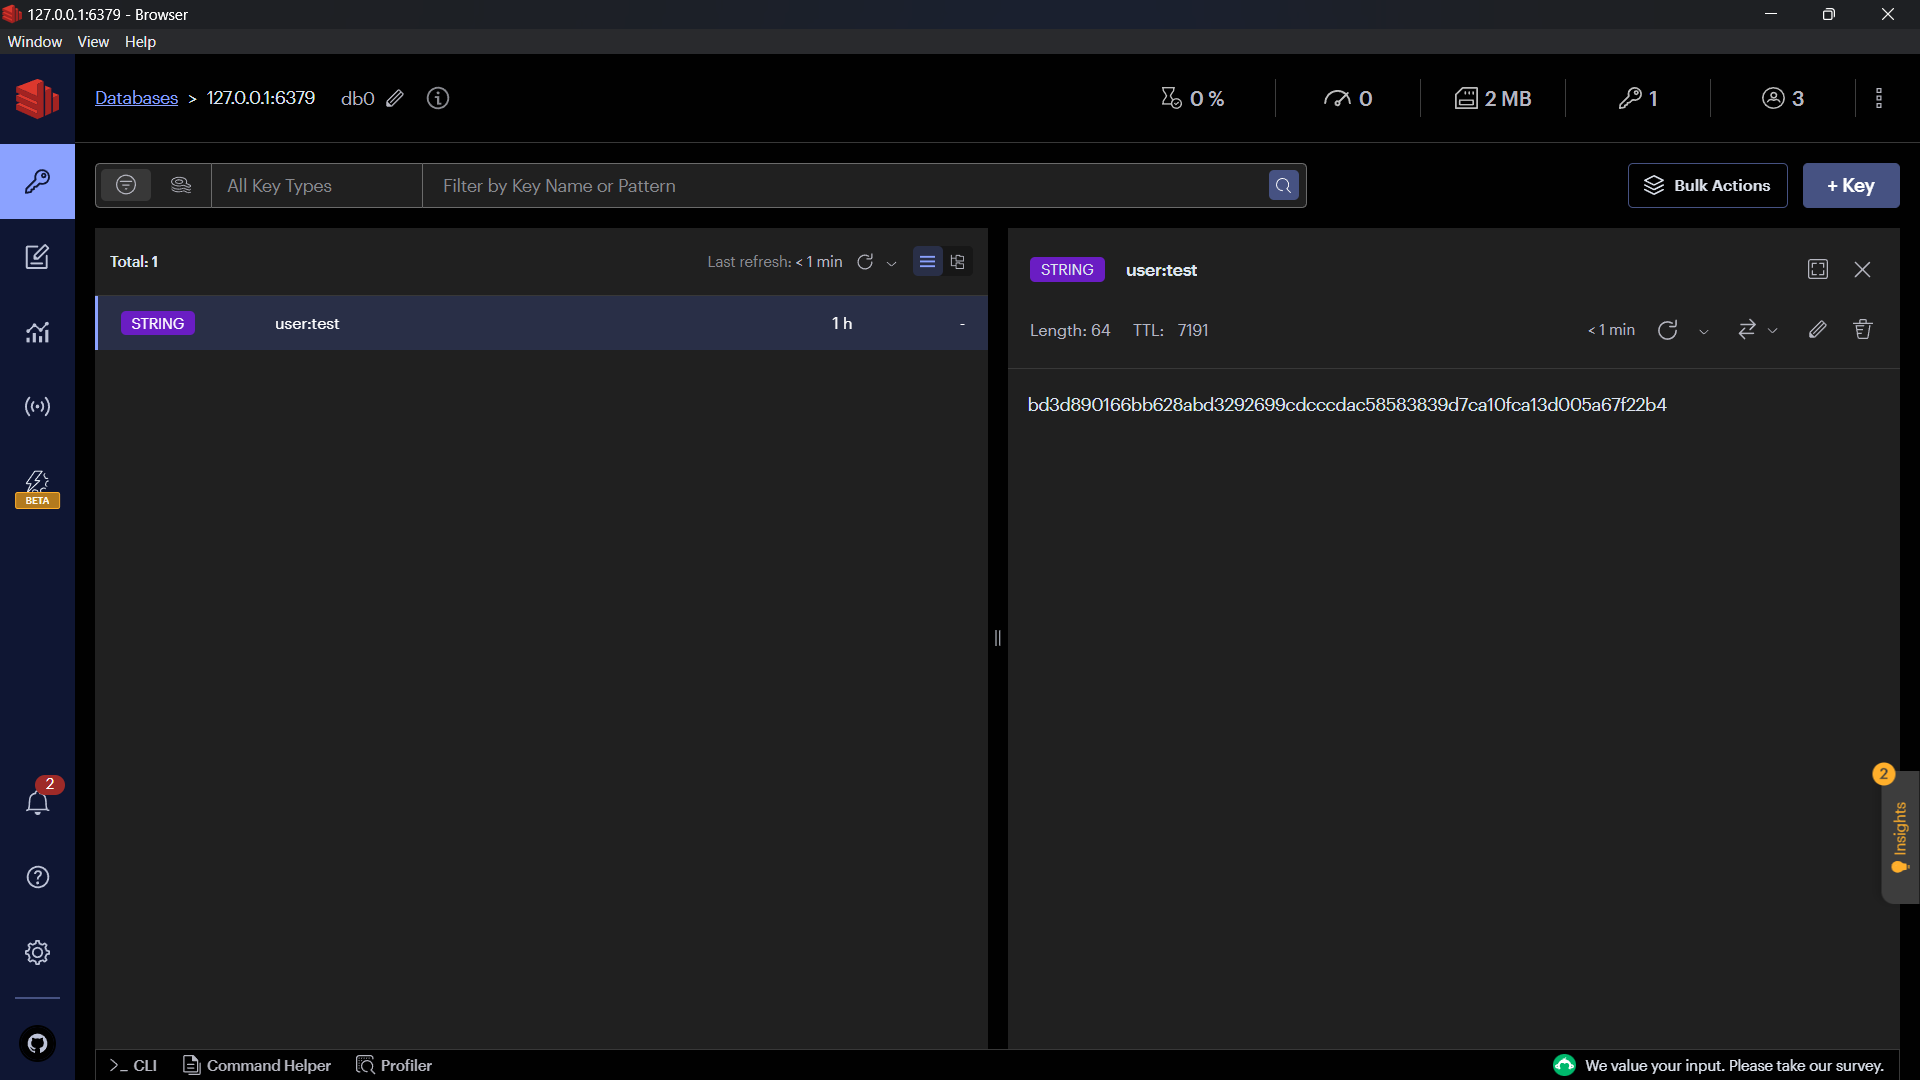 127.0.0.1:6379 - Browser
Window View Help
Databases > 127.0.0.1:6379 db0
0 %
0
2 MB
1
3
All Key Types
Filter by Key Name or Pattern
Bulk Actions
+ Key
Total: 1
Last refresh: < 1 min
STRING user:test 1 h -
STRING user:test
Length: 64 TTL: 7191
< 1 min
bd3d890166bb628abd3292699cdcccdac58583839d7ca10fca13d005a67f22b4
BETA
2
2
Insights
>_ CLI
Command Helper
Profiler
We value your input. Please take our survey.